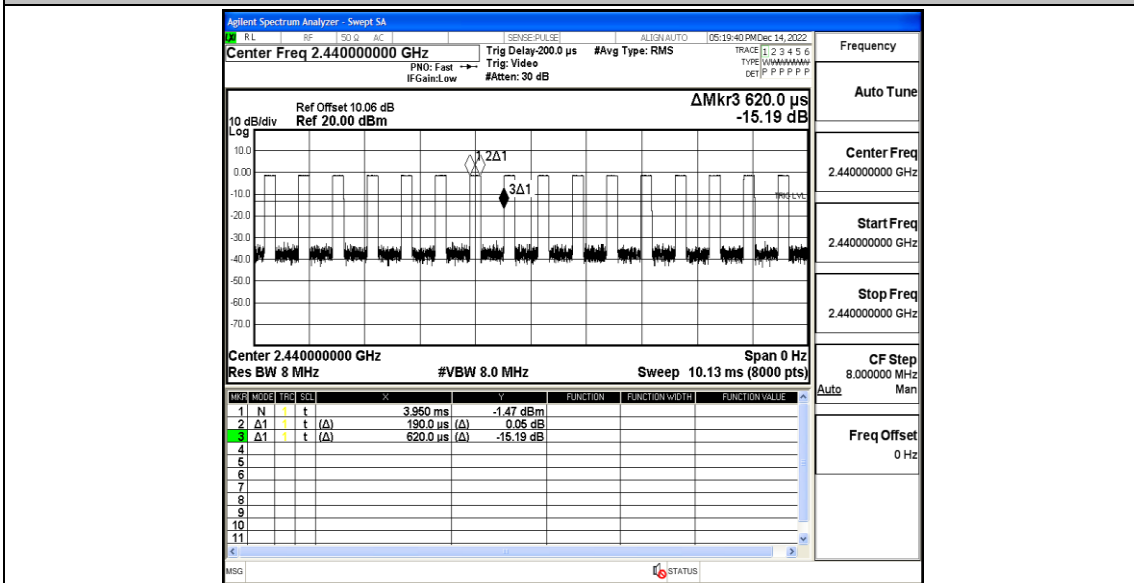 Agilent Spectrum Analyzer - Swept SA
LXI RL RF 50 Ω AC SENSE:PULSE ALIGN AUTO 05:19:40 PM Dec 14, 2022
Center Freq 2.440000000 GHz
PNO: Fast
IFGain:Low
Trig Delay-200.0 µs
Trig: Video
#Atten: 30 dB
#Avg Type: RMS
TRACE 1 2 3 4 5 6
TYPE
DET P P P P P P
ΔMkr3 620.0 µs
-15.19 dB
Ref Offset 10.06 dB
10 dB/div Ref 20.00 dBm
Log
10.0
0.00
-10.0
-20.0
-30.0
-40.0
-50.0
-60.0
-70.0
1 2Δ1
3Δ1
TRIG LVL
Center 2.440000000 GHz Span 0 Hz
Res BW 8 MHz #VBW 8.0 MHz Sweep 10.13 ms (8000 pts)
MKR MODE TRC SCL X Y FUNCTION FUNCTION WIDTH FUNCTION VALUE
1 N 1 t 3.950 ms -1.47 dBm
2 Δ1 1 t (Δ) 190.0 µs (Δ) 0.05 dB
3 Δ1 1 t (Δ) 620.0 µs (Δ) -15.19 dB
4
5
6
7
8
9
10
11
MSG STATUS
Frequency
Auto Tune
Center Freq
2.440000000 GHz
Start Freq
2.440000000 GHz
Stop Freq
2.440000000 GHz
CF Step
8.000000 MHz
Auto Man
Freq Offset
0 Hz